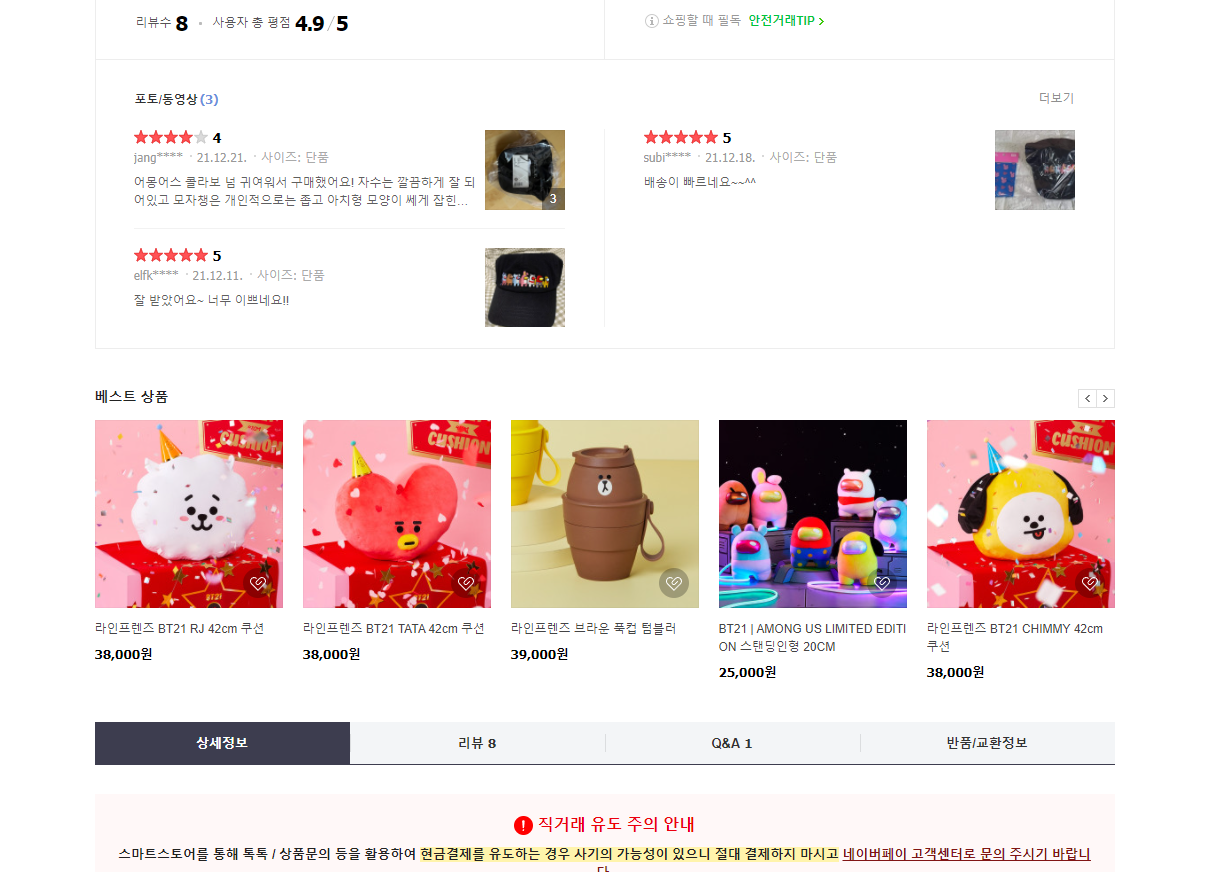 리뷰수 8 • 사용자 총 평점 4.9/5
쇼핑할 때 필독 안전거래TIP >
포토/동영상(3)
더보기
4
jang**** · 21.12.21. · 사이즈: 단품
어몽어스 콜라보 넘 귀여워서 구매했어요! 자수는 깔끔하게 잘 되
어있고 모자챙은 개인적으로는 좁고 아치형 모양이 쎄게 잡힌...
3
5
subi**** · 21.12.18. · 사이즈: 단품
배송이 빠르네요~~^^
5
elfk**** · 21.12.11. · 사이즈: 단품
잘 받았어요~ 너무 이쁘네요!!
베스트 상품
< >
CUSHION
BT21
CUSHION
BT21
CUSHION
라인프렌즈 BT21 RJ 42cm 쿠션
38,000원
라인프렌즈 BT21 TATA 42cm 쿠션
38,000원
라인프렌즈 브라운 푹컵 텀블러
39,000원
BT21 | AMONG US LIMITED EDITI
ON 스탠딩인형 20CM
25,000원
라인프렌즈 BT21 CHIMMY 42cm
쿠션
38,000원
상세정보
리뷰 8
Q&A 1
반품/교환정보
직거래 유도 주의 안내
스마트스토어를 통해 톡톡 / 상품문의 등을 활용하여 현금결제를 유도하는 경우 사기의 가능성이 있으니 절대 결제하지 마시고 네이버페이 고객센터로 문의 주시기 바랍니
다